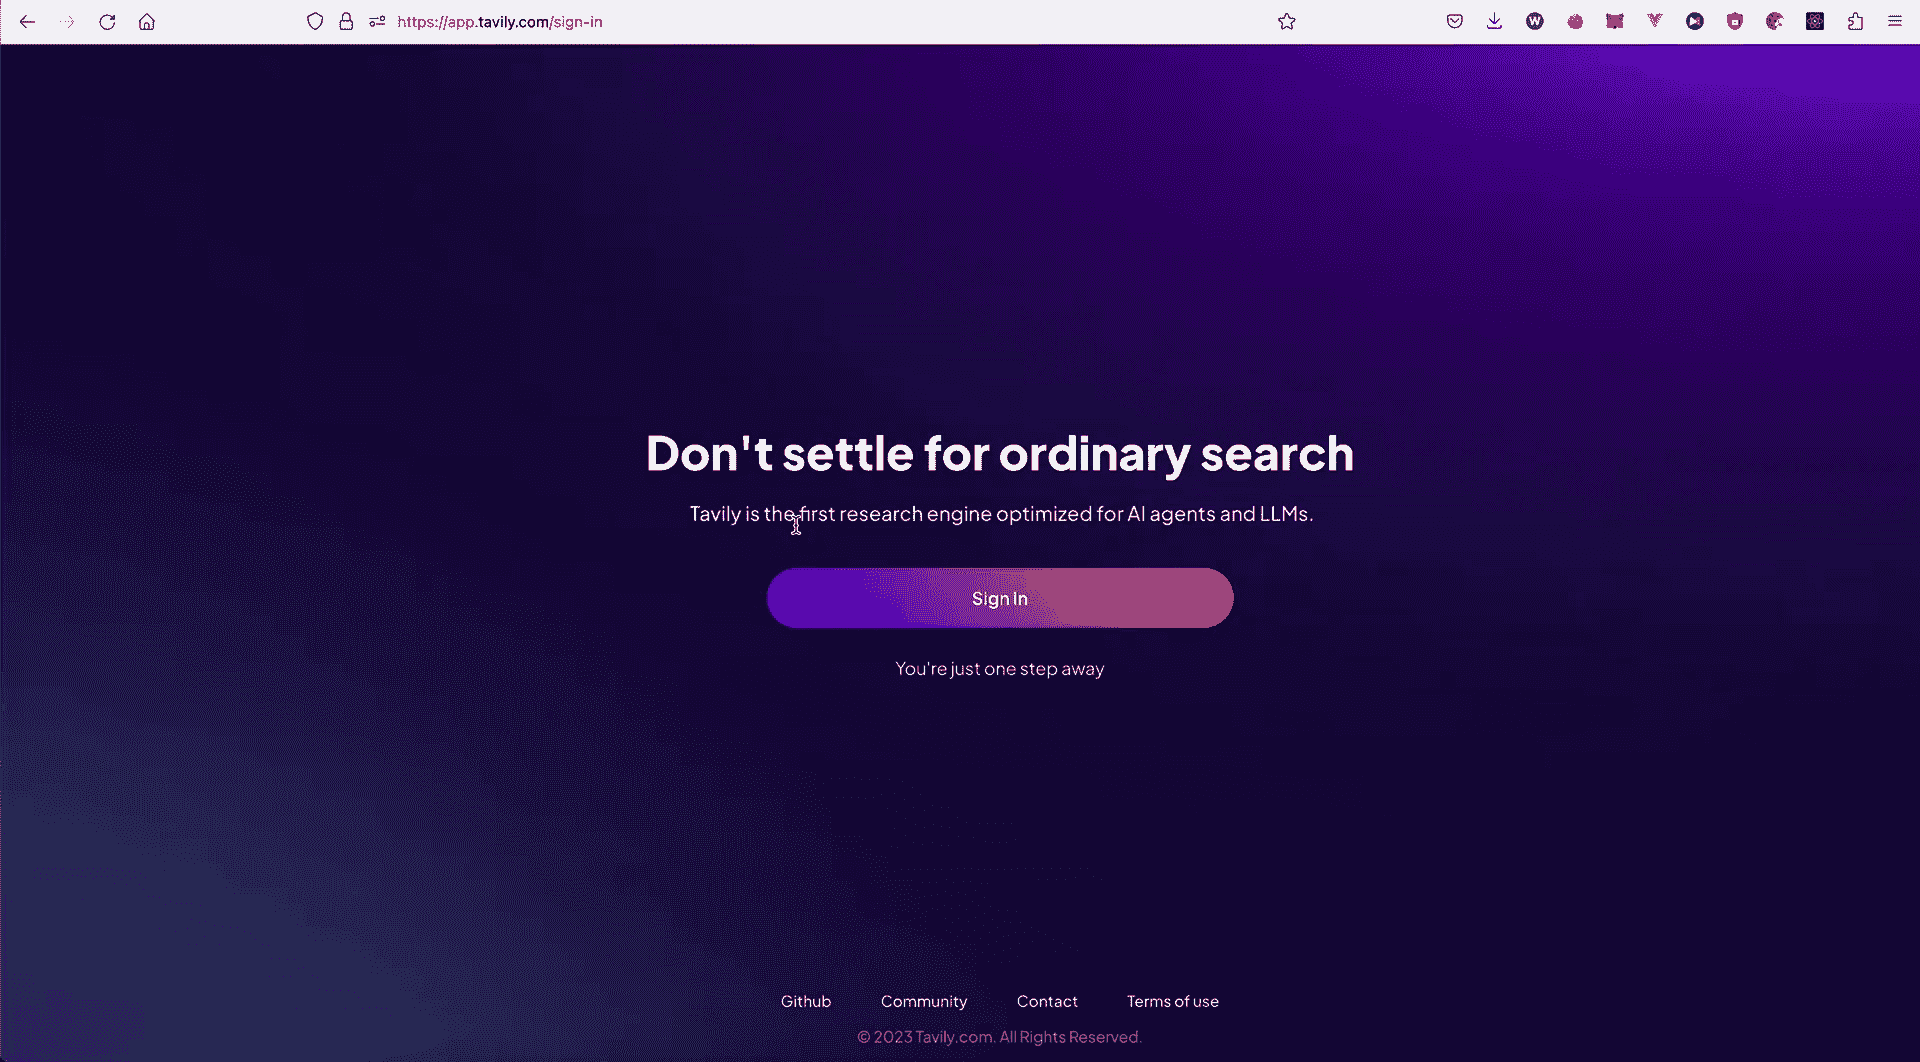 https://app.tavily.com/sign-in
W
Don't settle for ordinary search
Tavily is the first research engine optimized for AI agents and LLMs.
Sign In
You're just one step away
Github Community Contact Terms of use
© 2023 Tavily.com. All Rights Reserved.